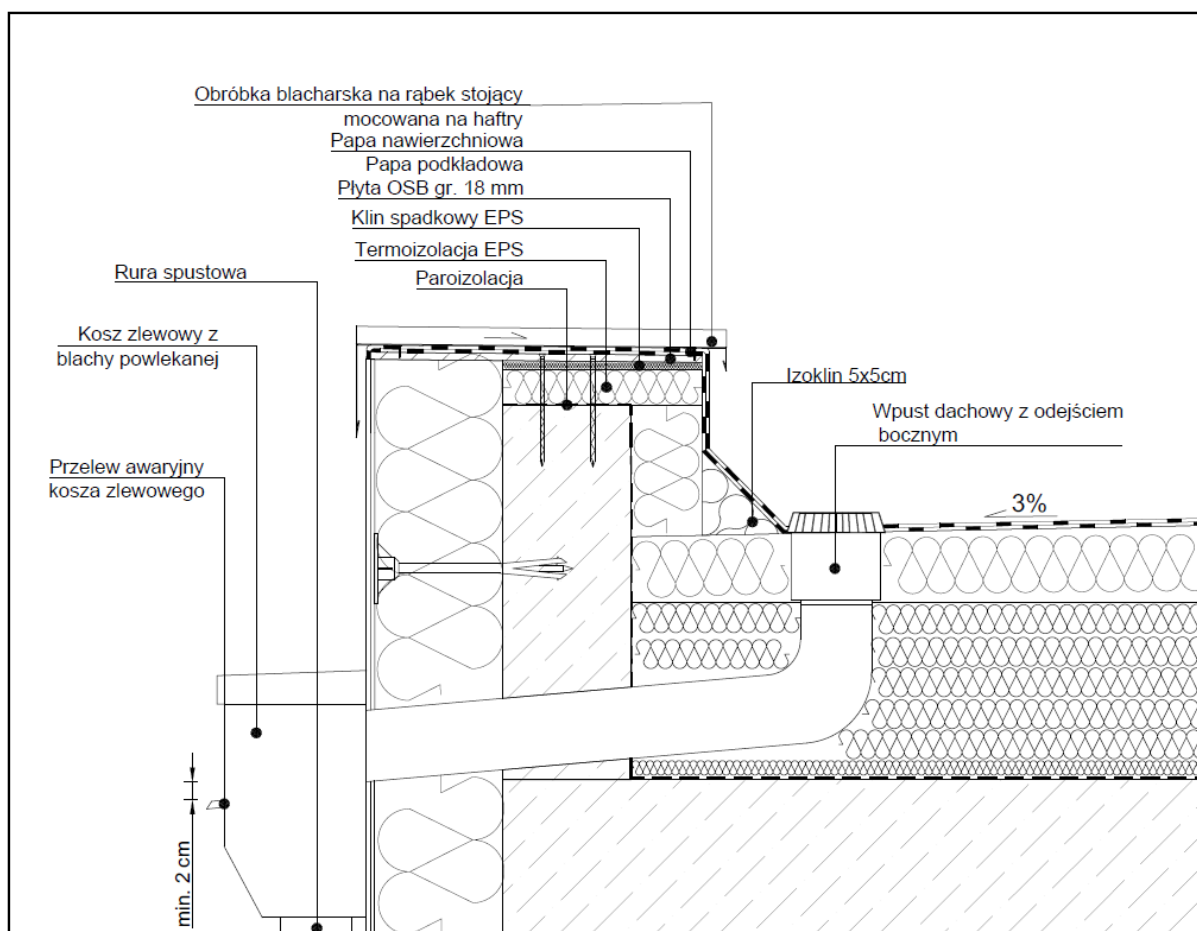 Obróbka blacharska na rąbek stojący
mocowana na haftry
Papa nawierzchniowa
Papa podkładowa
Płyta OSB gr. 18 mm
Klin spadkowy EPS
Termoizolacja EPS
Paroizolacja
Rura spustowa
Kosz zlewowy z
blachy powlekanej
Przelew awaryjny
kosza zlewowego
Izoklin 5x5cm
Wpust dachowy z odejściem
bocznym
3%
min. 2 cm